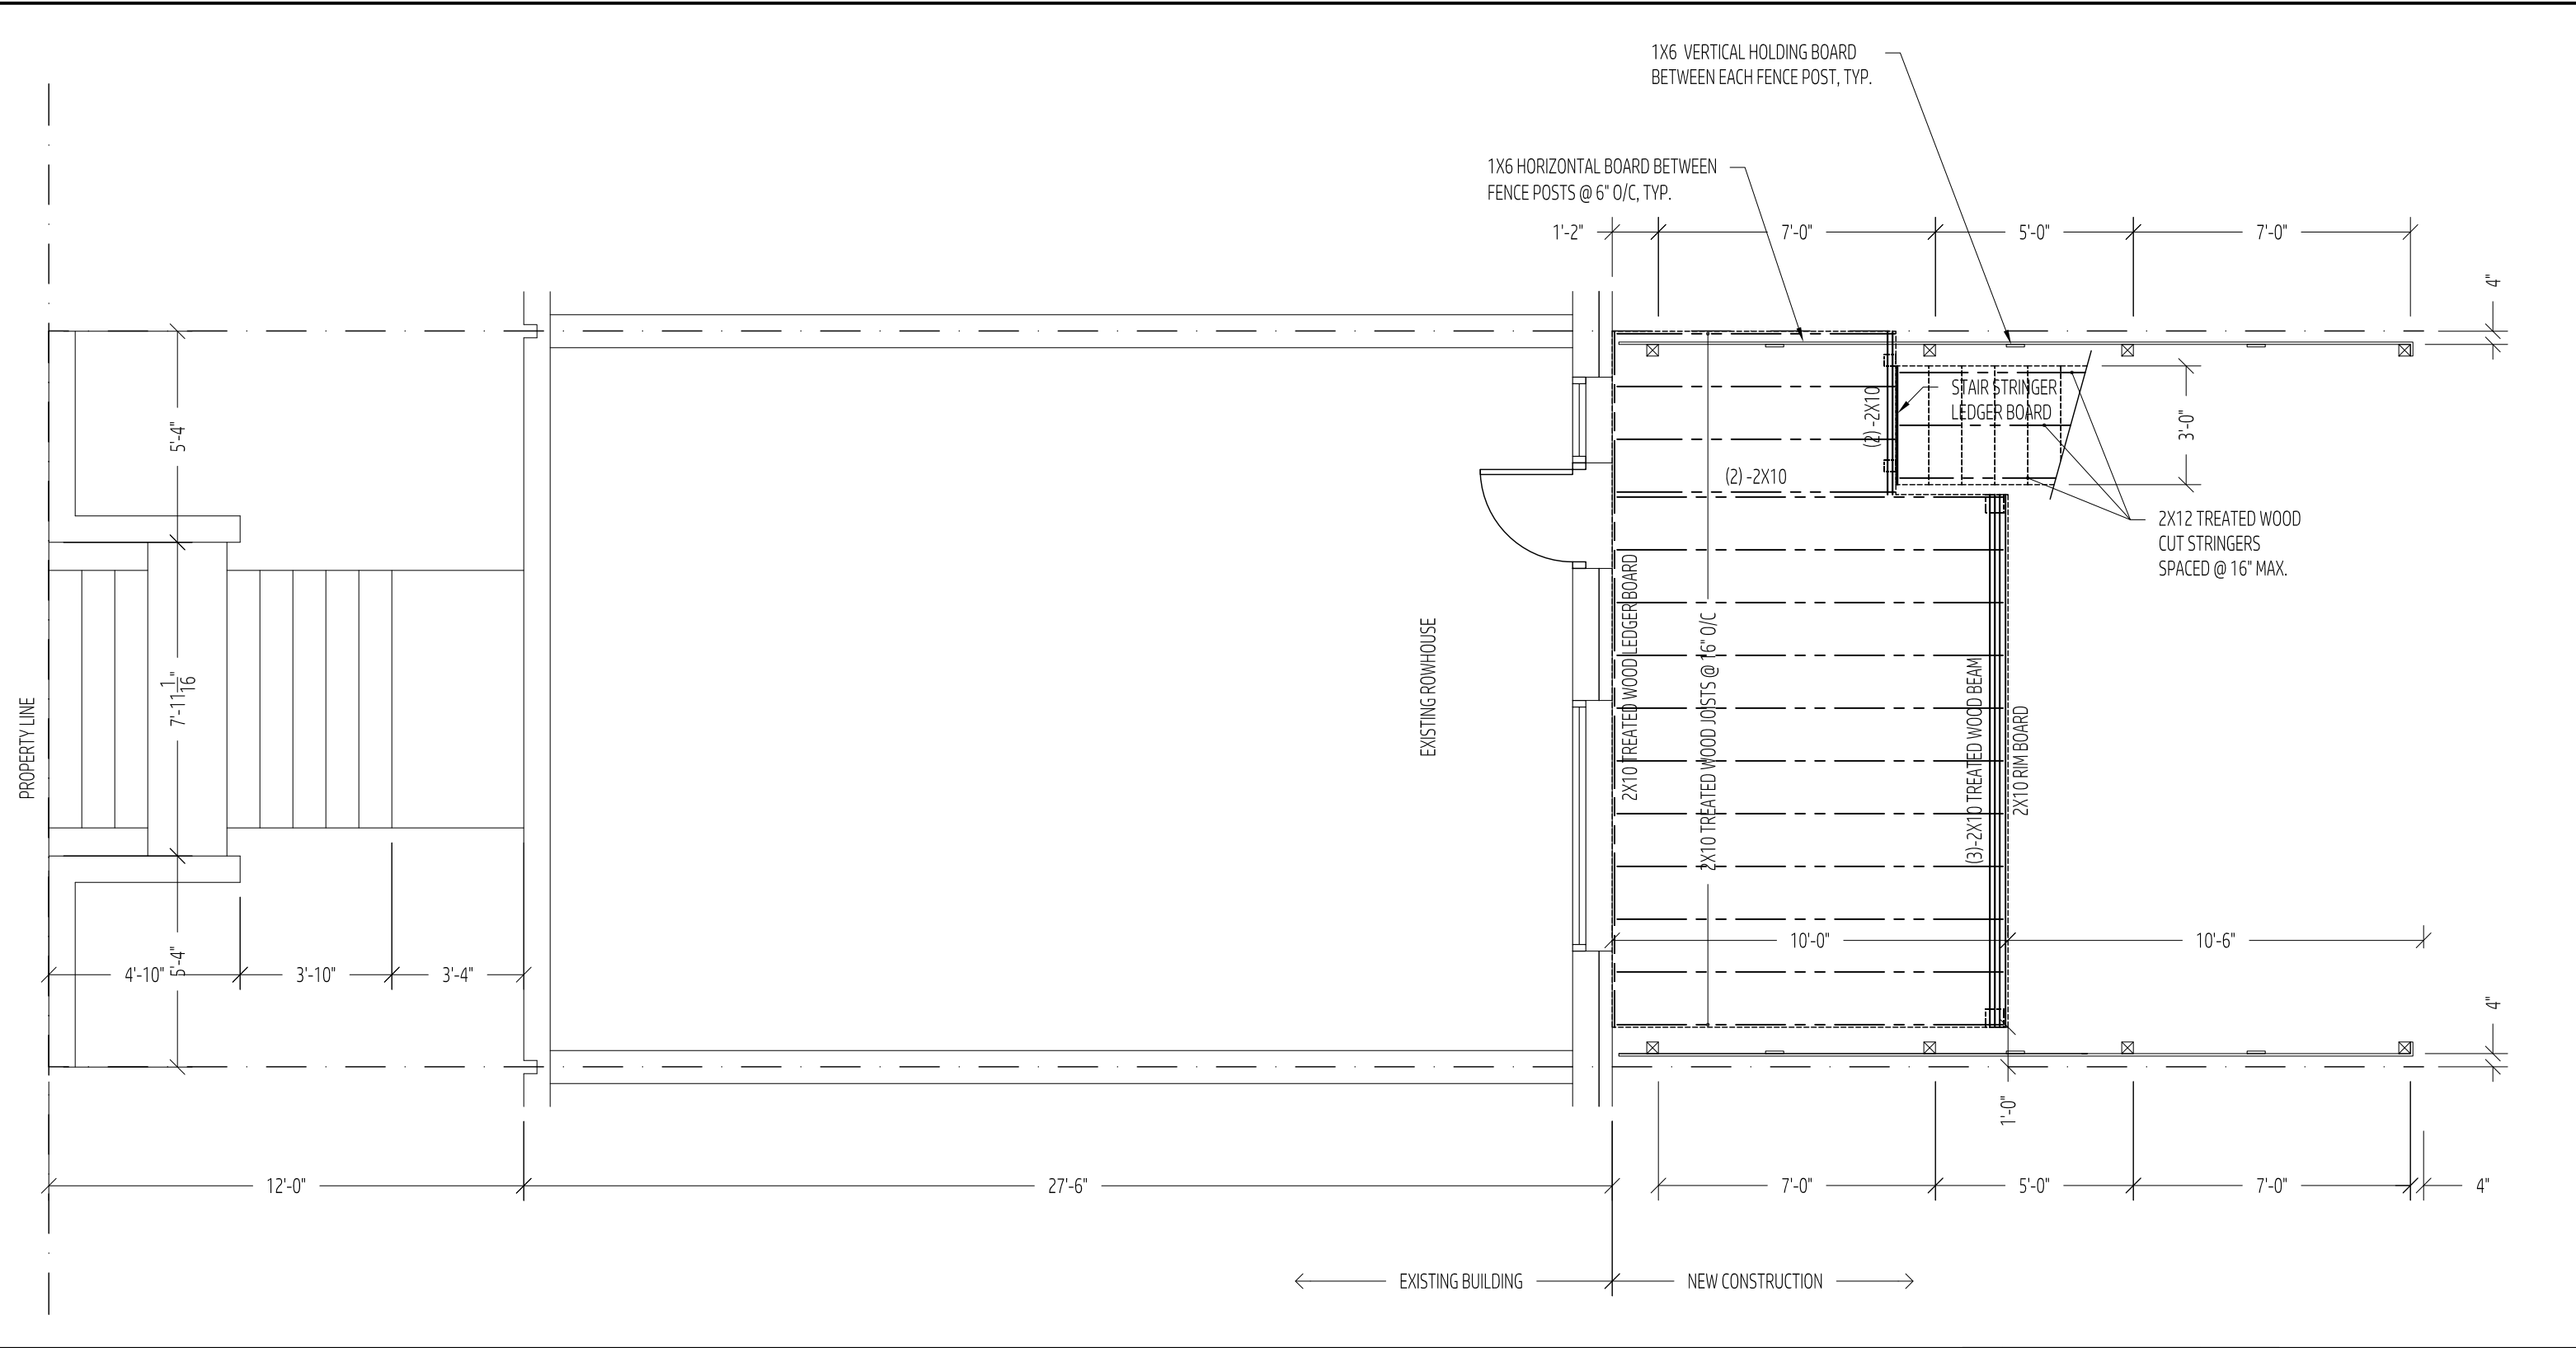 1X6  VERTICAL HOLDING BOARD
BETWEEN EACH FENCE POST, TYP.
1X6 HORIZONTAL BOARD BETWEEN
FENCE POSTS @ 6" O/C, TYP.
1'-2"
7'-0"
5'-0"
7'-0"
4"
5'-4"
(2) -2X10
STAIR STRINGER
LEDGER BOARD
3'-0"
(2) -2X10
2X12 TREATED WOOD
CUT STRINGERS
SPACED @ 16" MAX.
PROPERTY LINE
7'-11 1/16"
EXISTING ROWHOUSE
2X10 TREATED WOOD LEDGER BOARD
2X10 TREATED WOOD JOISTS @ 16" O/C
(3)-2X10 TREATED WOOD BEAM
2X10 RIM BOARD
10'-0"
10'-6"
4'-10"
5'-4"
3'-10"
3'-4"
4"
1'-0"
12'-0"
27'-6"
7'-0"
5'-0"
7'-0"
4"
EXISTING BUILDING
NEW CONSTRUCTION